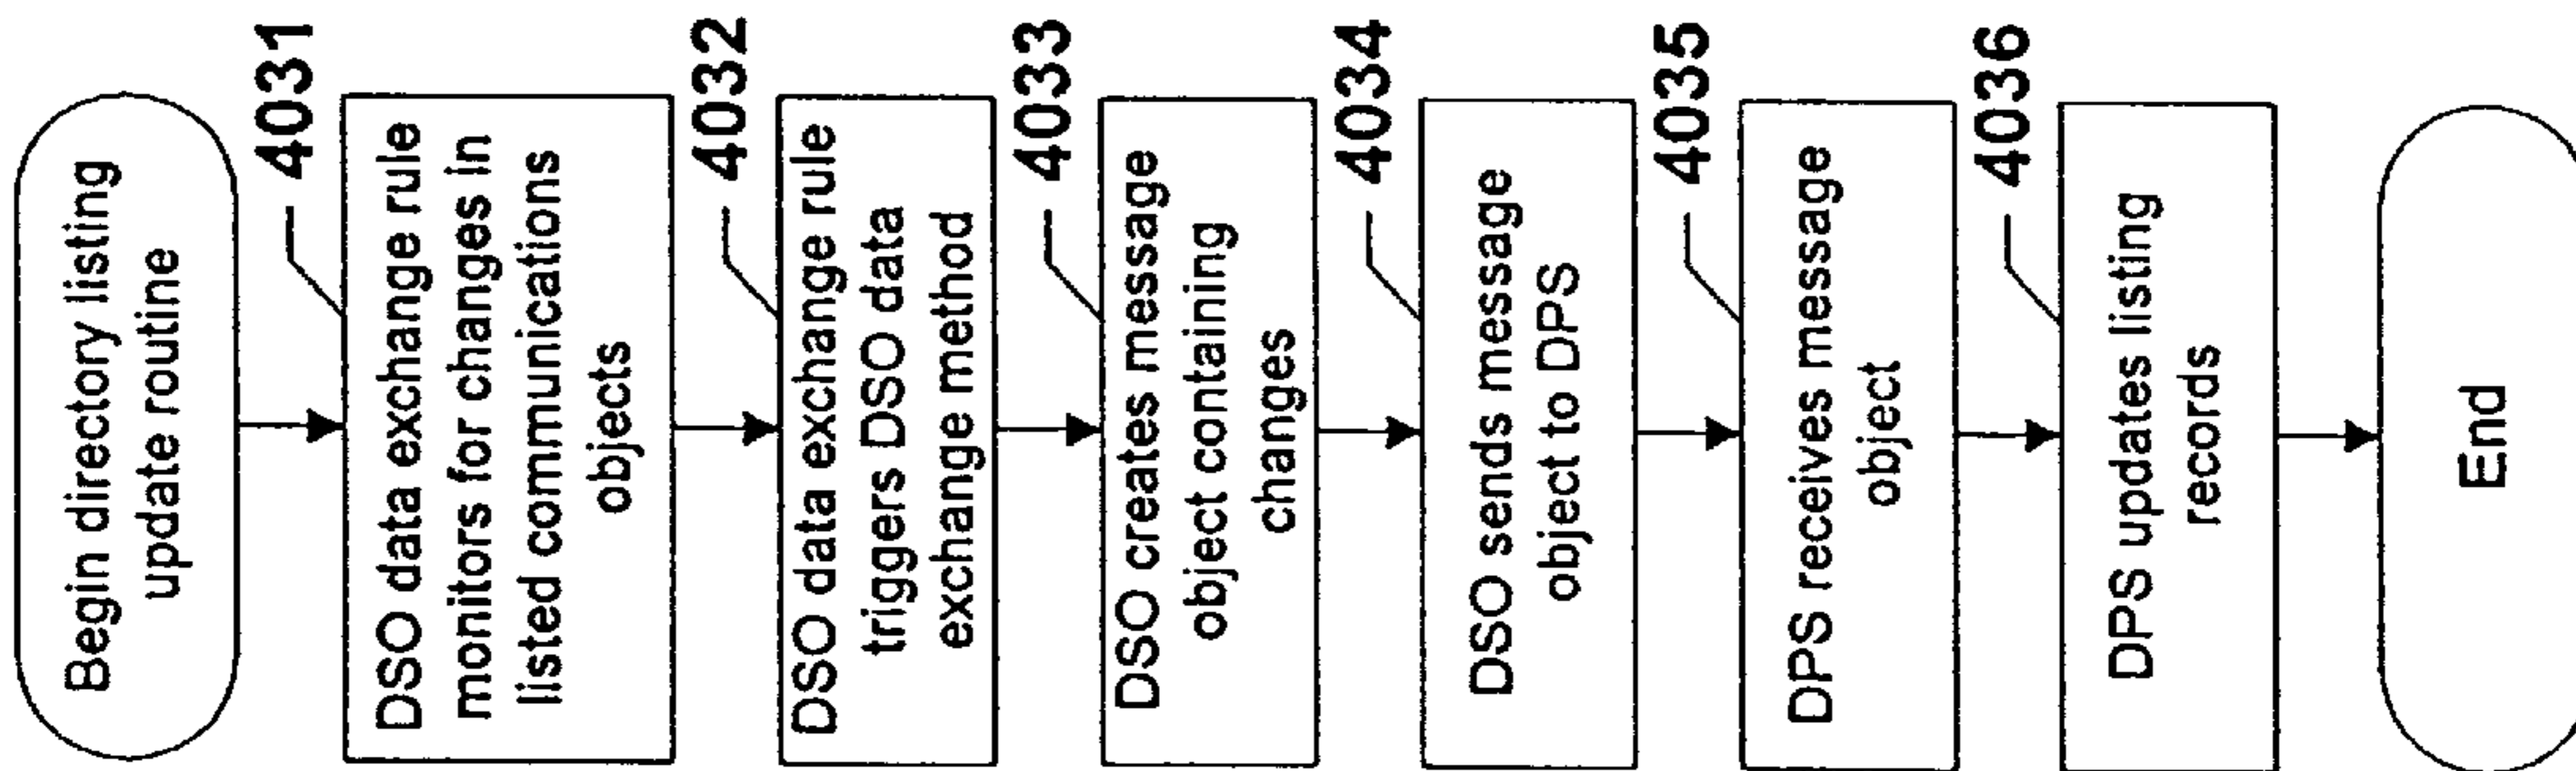 Begin directory listing
update routine
4031
DSO data exchange rule
monitors for changes in
listed communications
objects
4032
DSO data exchange rule
triggers DSO data
exchange method
4033
DSO creates message
object containing
changes
4034
DSO sends message
object to DPS
4035
DPS receives message
object
4036
DPS updates listing
records
End